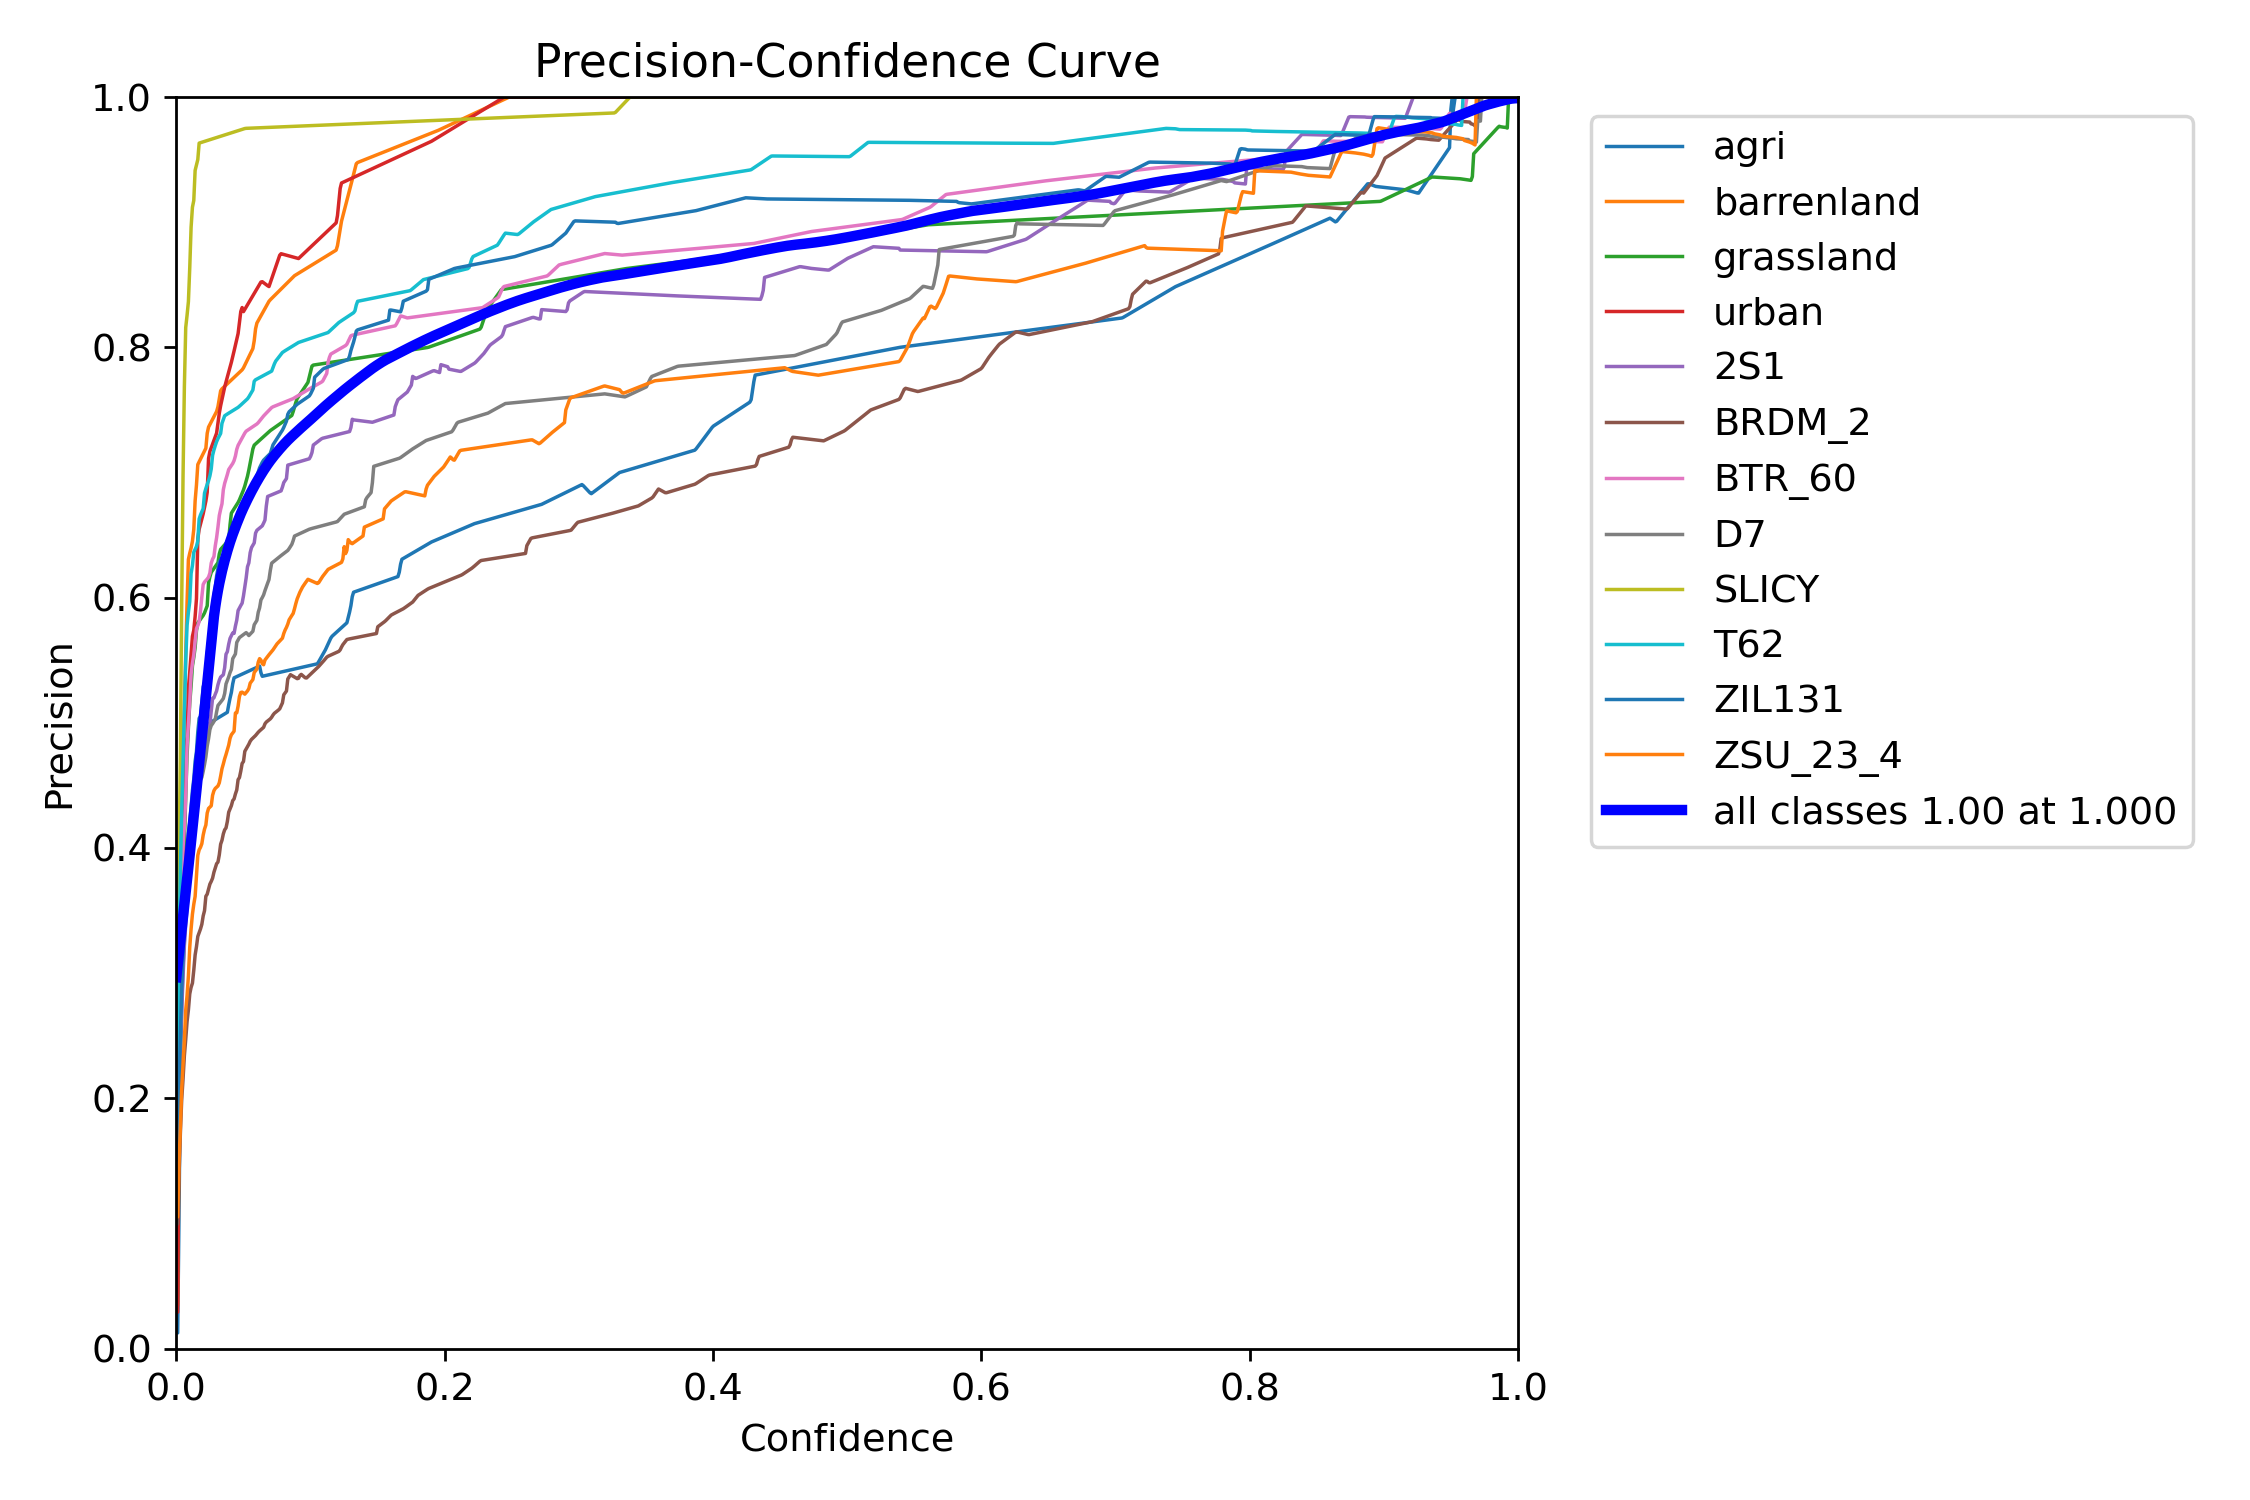 Precision-Confidence Curve
1.0
0.8
0.6
0.4
0.2
0.0
Precision
0.0 0.2 0.4 0.6 0.8 1.0
Confidence
agri
barrenland
grassland
urban
2S1
BRDM_2
BTR_60
D7
SLICY
T62
ZIL131
ZSU_23_4
all classes 1.00 at 1.000